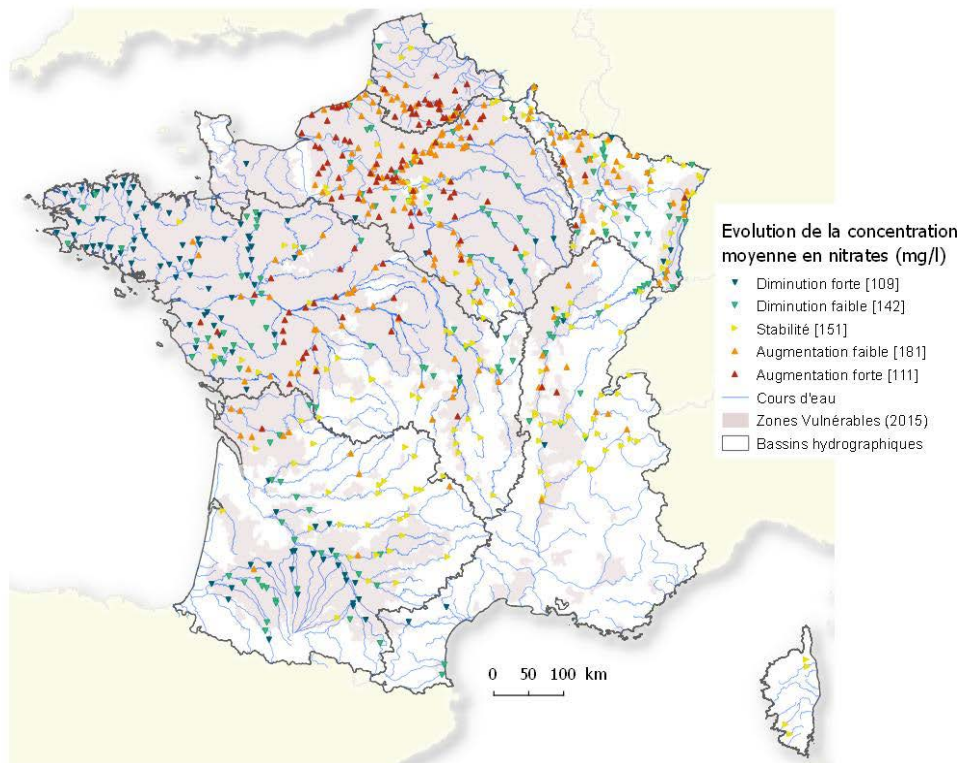 Evolution de la concentration
moyenne en nitrates (mg/l)
Diminution forte [109]
Diminution faible [142]
Stabilité [151]
Augmentation faible [181]
Augmentation forte [111]
Cours d'eau
Zones Vulnérables (2015)
Bassins hydrographiques
0 50 100 km